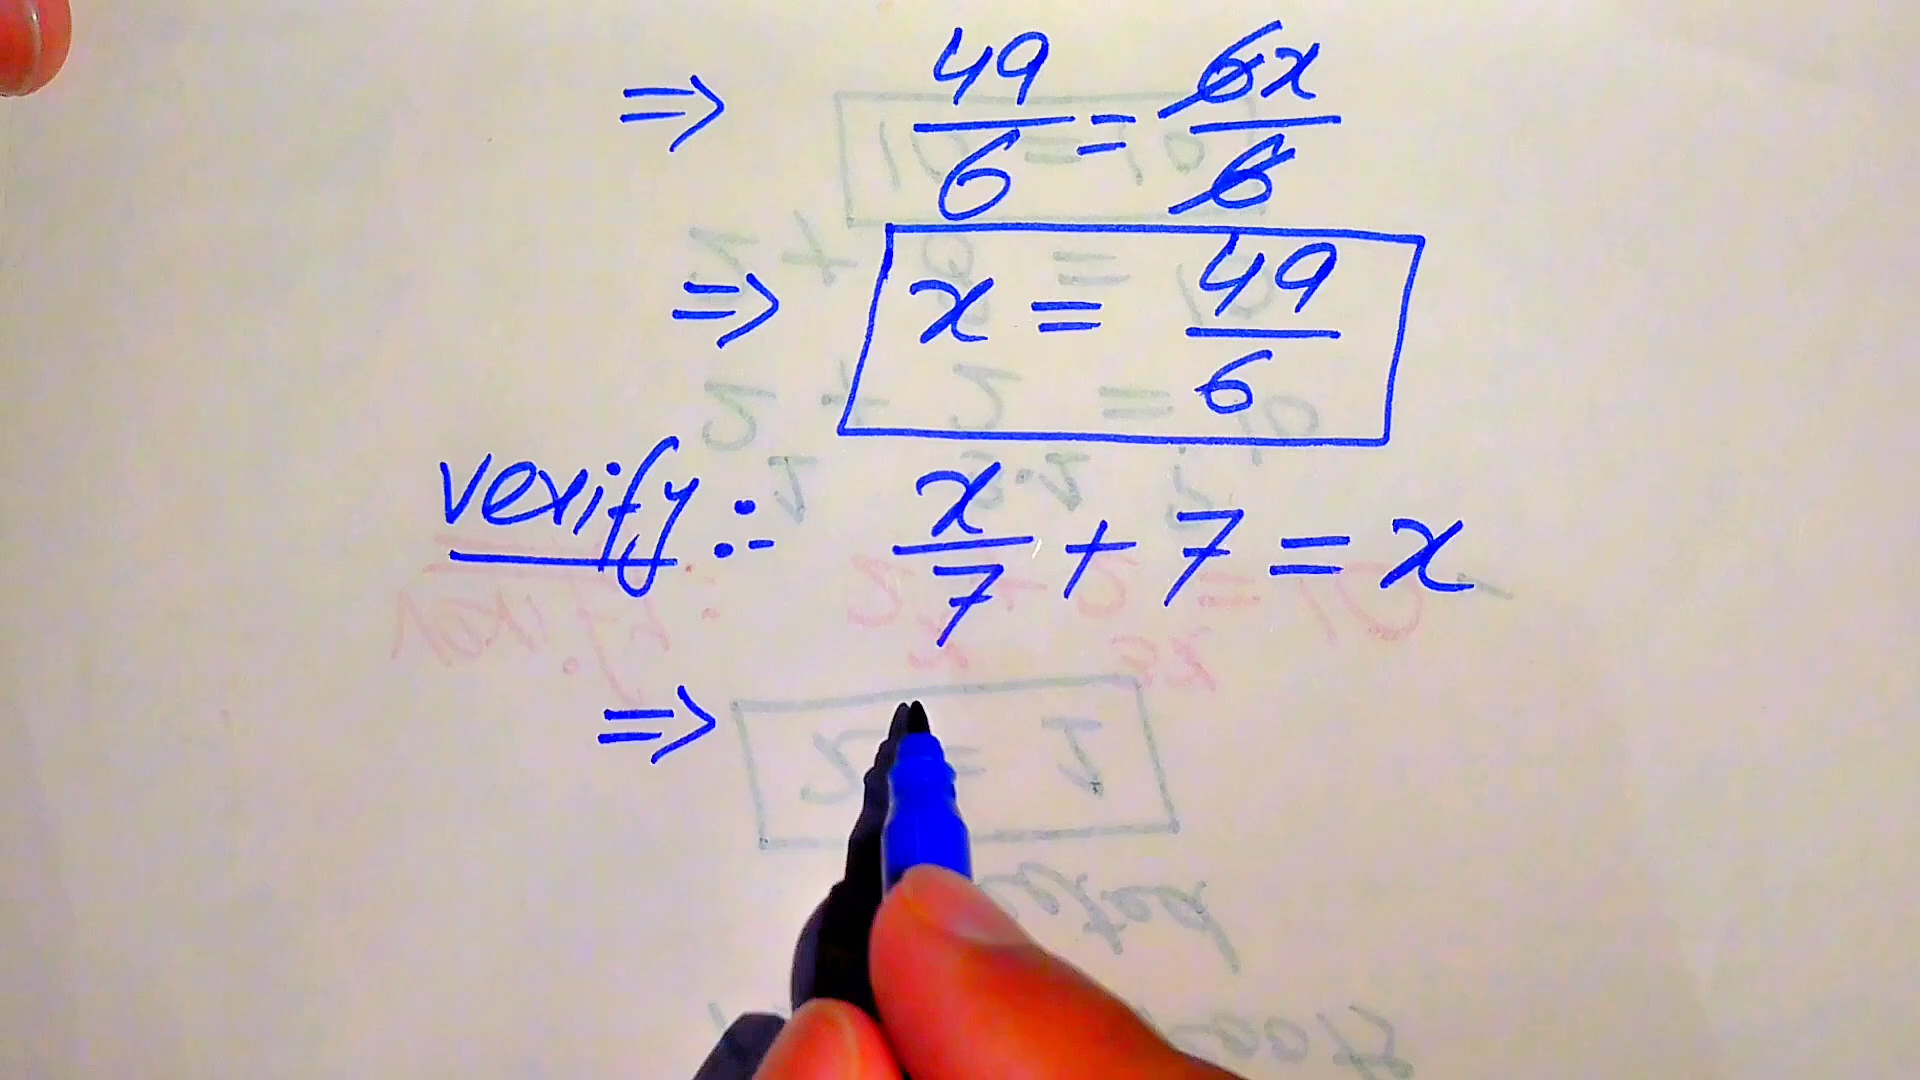 => 49/6 = 6x/6
=> x = 49/6
verify :- x/7 + 7 = x
=>